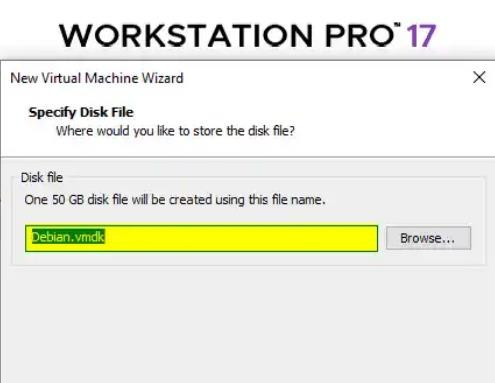 WORKSTATION PRO™ 17
New Virtual Machine Wizard
Specify Disk File
Where would you like to store the disk file?
Disk file
One 50 GB disk file will be created using this file name.
Debian.vmdk
Browse...